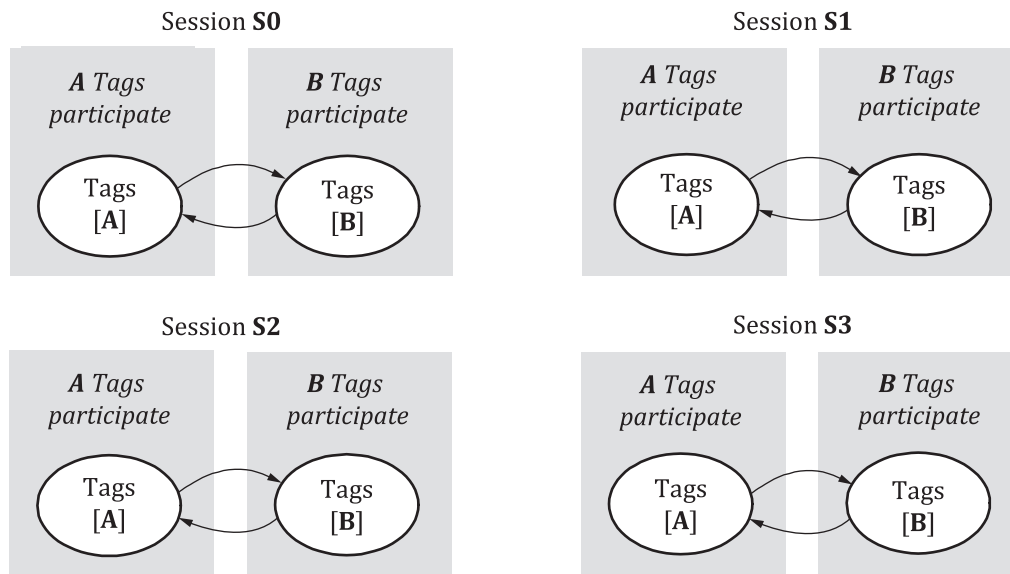 Session S0
A Tags
participate
B Tags
participate
Tags
[A]
Tags
[B]
Session S1
A Tags
participate
B Tags
participate
Tags
[A]
Tags
[B]
Session S2
A Tags
participate
B Tags
participate
Tags
[A]
Tags
[B]
Session S3
A Tags
participate
B Tags
participate
Tags
[A]
Tags
[B]